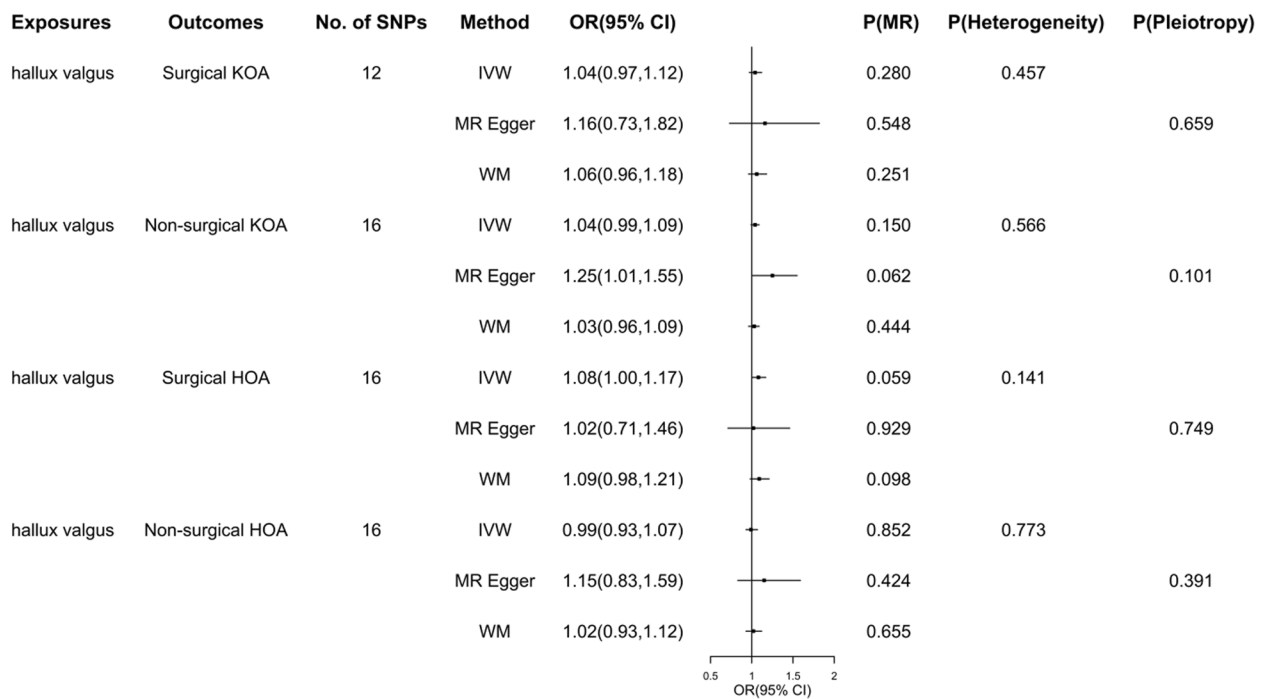 Exposures Outcomes No. of SNPs Method OR(95% CI) P(MR) P(Heterogeneity) P(Pleiotropy)
hallux valgus Surgical KOA 12 IVW 1.04(0.97,1.12) 0.280 0.457
MR Egger 1.16(0.73,1.82) 0.548 0.659
WM 1.06(0.96,1.18) 0.251
hallux valgus Non-surgical KOA 16 IVW 1.04(0.99,1.09) 0.150 0.566
MR Egger 1.25(1.01,1.55) 0.062 0.101
WM 1.03(0.96,1.09) 0.444
hallux valgus Surgical HOA 16 IVW 1.08(1.00,1.17) 0.059 0.141
MR Egger 1.02(0.71,1.46) 0.929 0.749
WM 1.09(0.98,1.21) 0.098
hallux valgus Non-surgical HOA 16 IVW 0.99(0.93,1.07) 0.852 0.773
MR Egger 1.15(0.83,1.59) 0.424 0.391
WM 1.02(0.93,1.12) 0.655
0.5 1 1.5 2
OR(95% CI)